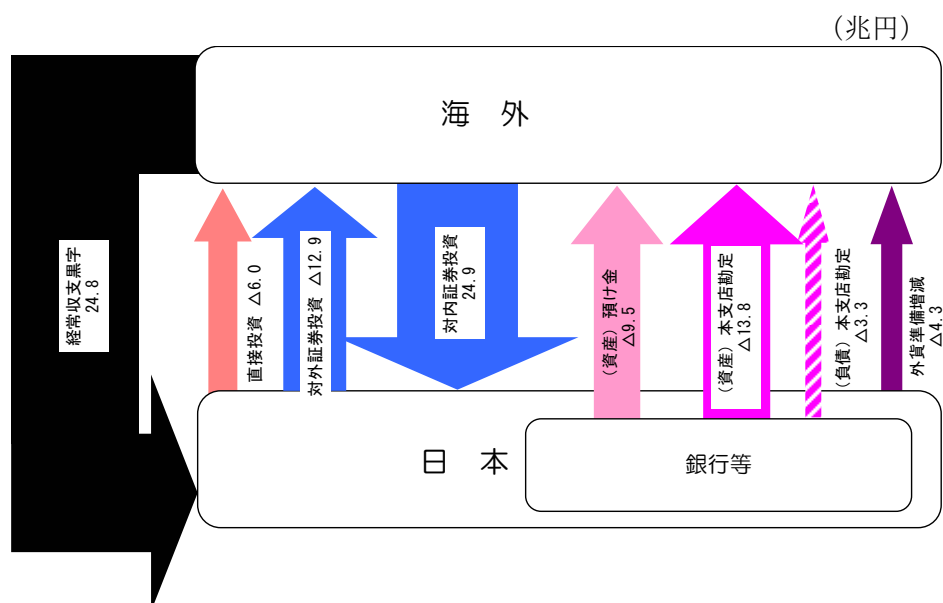 （兆円）
海　外
経常収支黒字
24.8
直接投資 △6.0
対外証券投資 △12.9
対内証券投資
24.9
（資産）預け金
△9.5
（資産）本支店勘定
△13.8
（負債）本支店勘定
△3.3
外貨準備増減
△4.3
日　本
銀行等